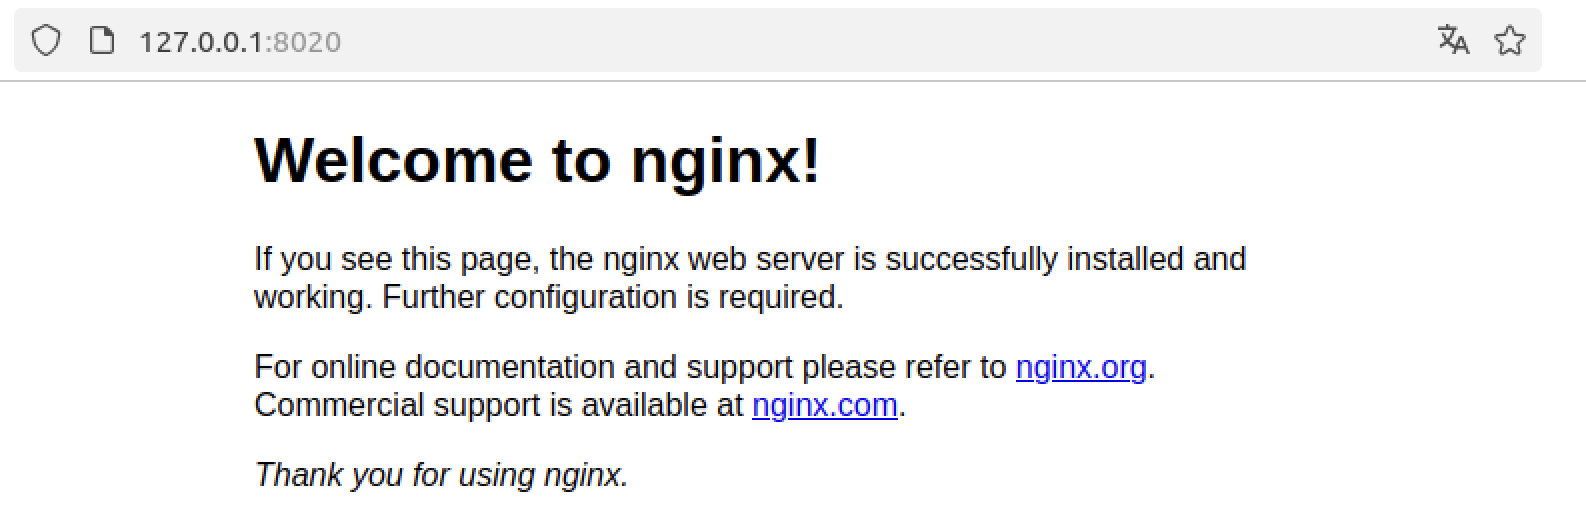 127.0.0.1:8020
Welcome to nginx!
If you see this page, the nginx web server is successfully installed and
working. Further configuration is required.
For online documentation and support please refer to nginx.org.
Commercial support is available at nginx.com.
Thank you for using nginx.